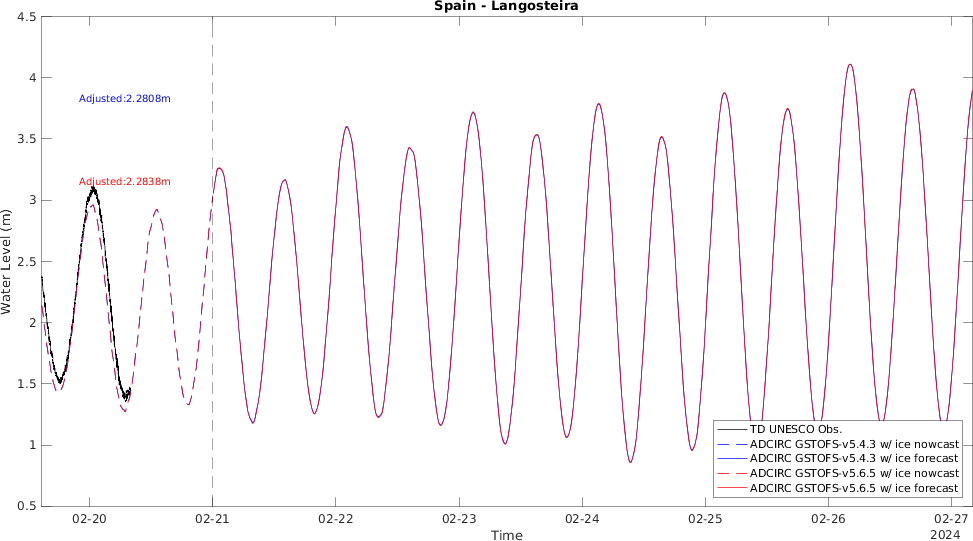 Spain - Langosteira
4.5
4
3.5
3
2.5
2
1.5
1
0.5
Water Level (m)
Adjusted:2.2808m
Adjusted:2.2838m
TD UNESCO Obs.
ADCIRC GSTOFS-v5.4.3 w/ ice nowcast
ADCIRC GSTOFS-v5.4.3 w/ ice forecast
ADCIRC GSTOFS-v5.6.5 w/ ice nowcast
ADCIRC GSTOFS-v5.6.5 w/ ice forecast
02-20 02-21 02-22 02-23 02-24 02-25 02-26 02-27
Time
2024